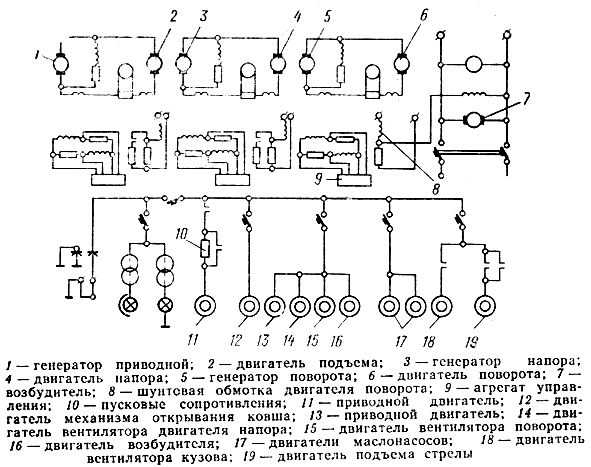 1
2
3
4
5
6
7
8
9
10
11
12
13
14
15
16
17
18
19
1 — генератор приводной; 2 — двигатель подъема; 3 — генератор напора;
4 — двигатель напора; 5 — генератор поворота; 6 — двигатель поворота; 7 —
возбудитель; 8 — шунтовая обмотка двигателя поворота; 9 — агрегат управ-
ления; 10 — пусковые сопротивления; 11 — приводной двигатель; 12 — дви-
гатель механизма открывания ковша; 13 — приводной двигатель; 14 — дви-
гатель вентилятора двигателя напора; 15 — двигатель вентилятора поворота;
16 — двигатель возбудителя; 17 — двигатели маслонасосов; 18 — двигатель
вентилятора кузова; 19 — двигатель подъема стрелы